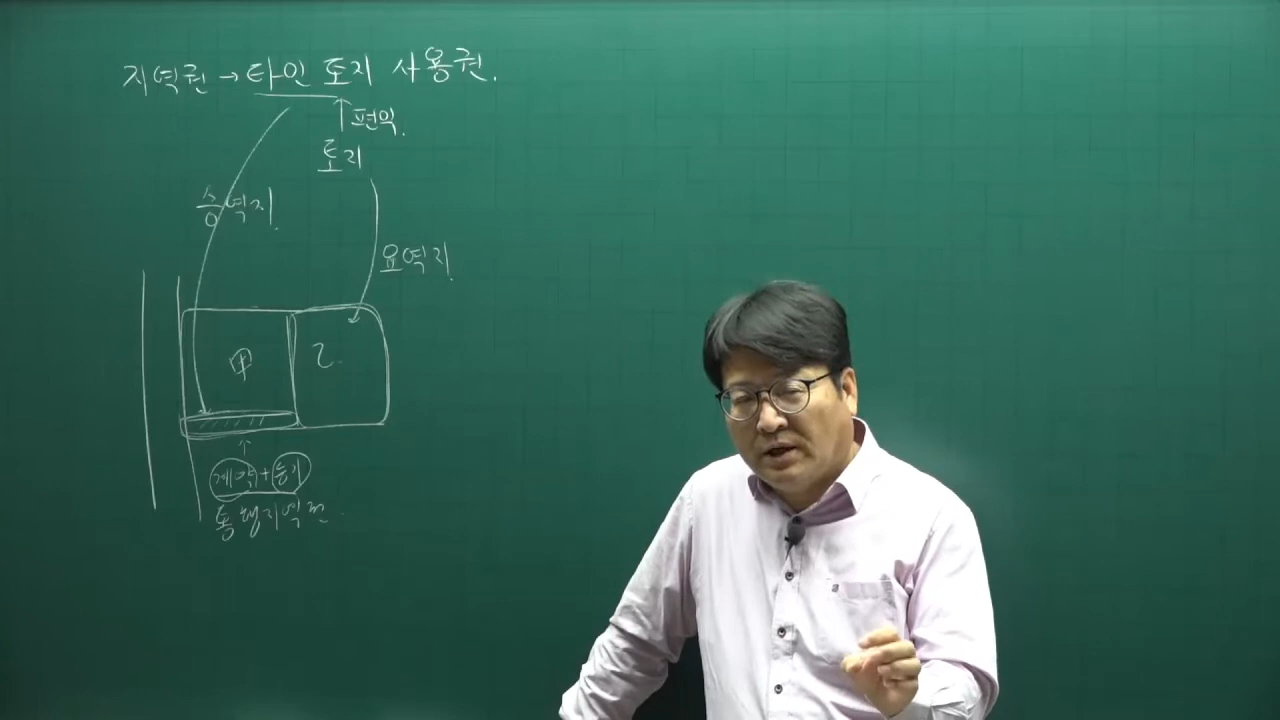 지역권 → 타인 토지 사용권.
↑편익.
토지
승역지.
요역지.
甲 乙.
↑
계약+등기
통행지역권.